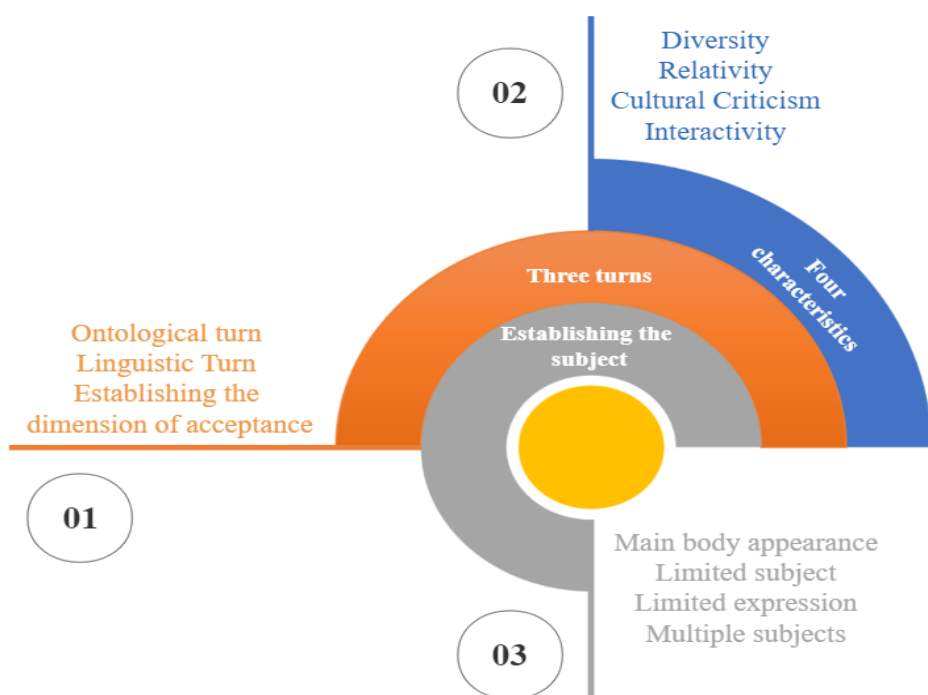 02
Diversity
Relativity
Cultural Criticism
Interactivity
Four
characteristics
Three turns
Establishing the
subject
Ontological turn
Linguistic Turn
Establishing the
dimension of acceptance
01
Main body appearance
Limited subject
Limited expression
Multiple subjects
03